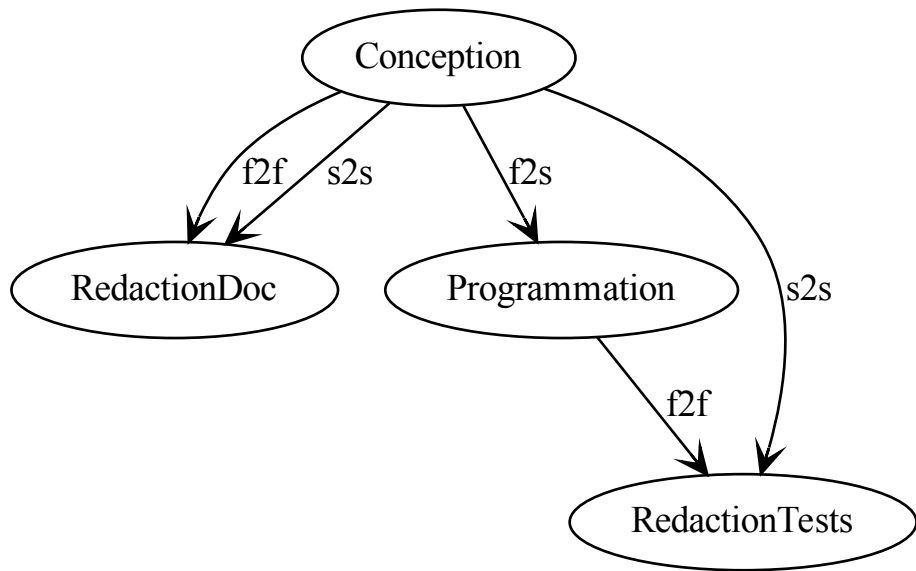 Conception
f2f
s2s
f2s
RedactionDoc
Programmation
s2s
f2f
RedactionTests